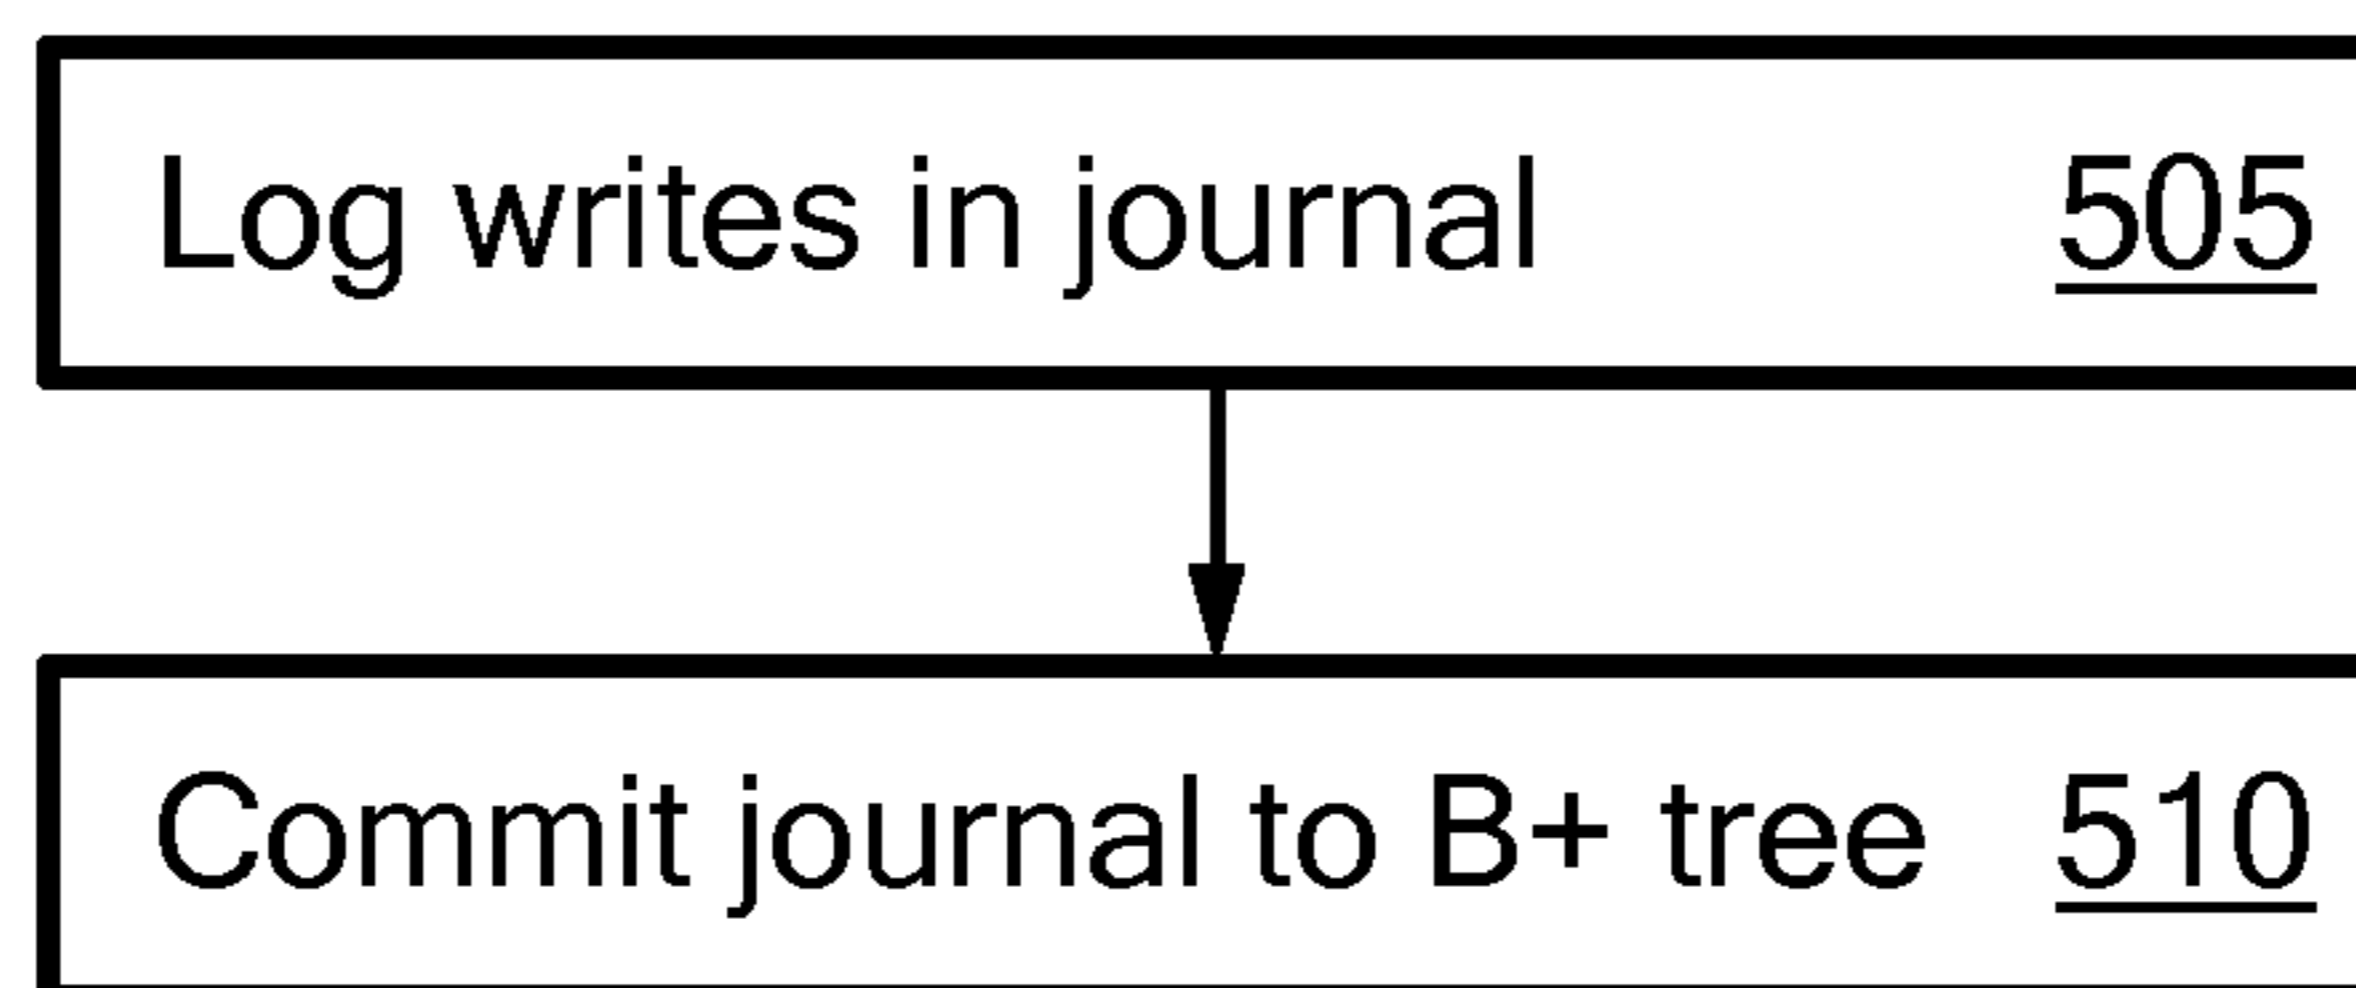 Log writes in journal 505
Commit journal to B+ tree 510